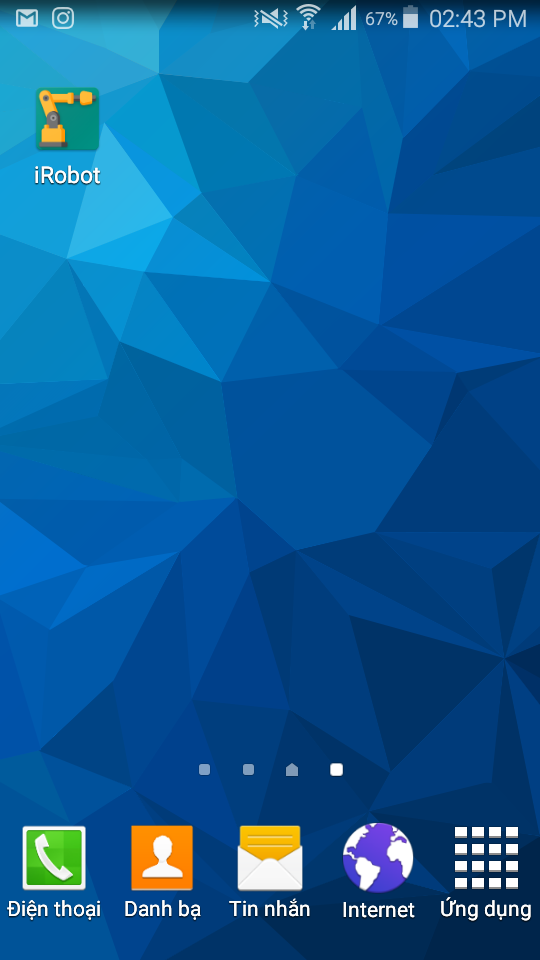 67% 02:43 PM
iRobot
Điện thoại Danh bạ Tin nhắn Internet Ứng dụng